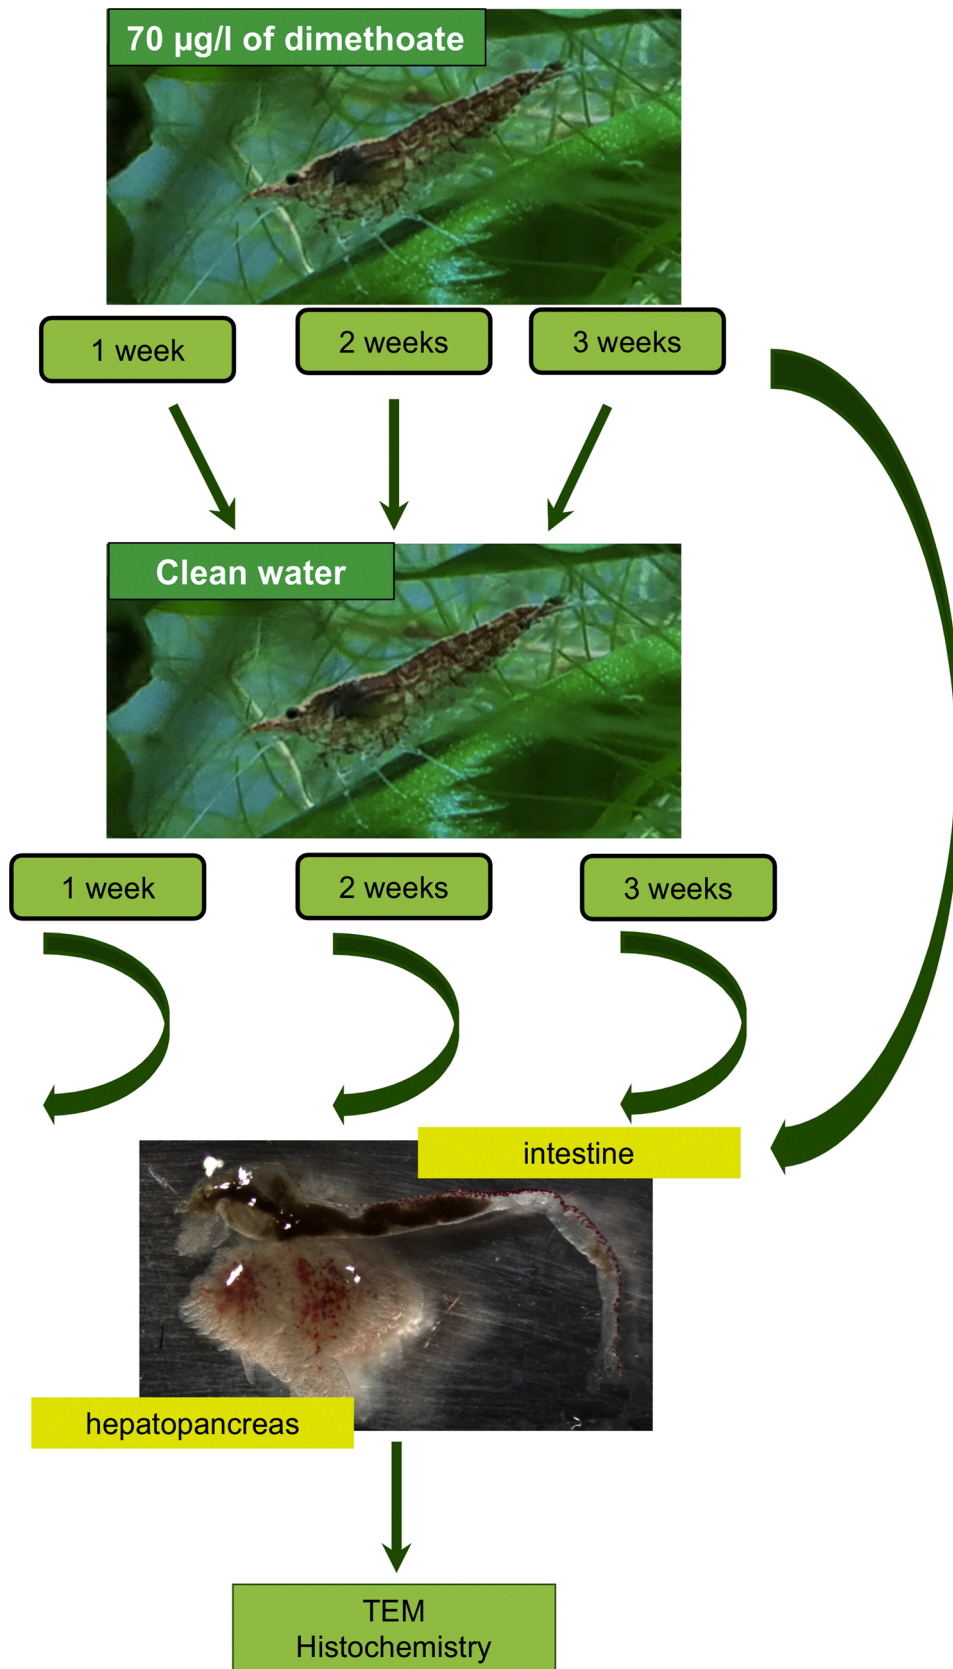 70 µg/l of dimethoate
1 week
2 weeks
3 weeks
Clean water
1 week
2 weeks
3 weeks
intestine
hepatopancreas
TEM
Histochemistry